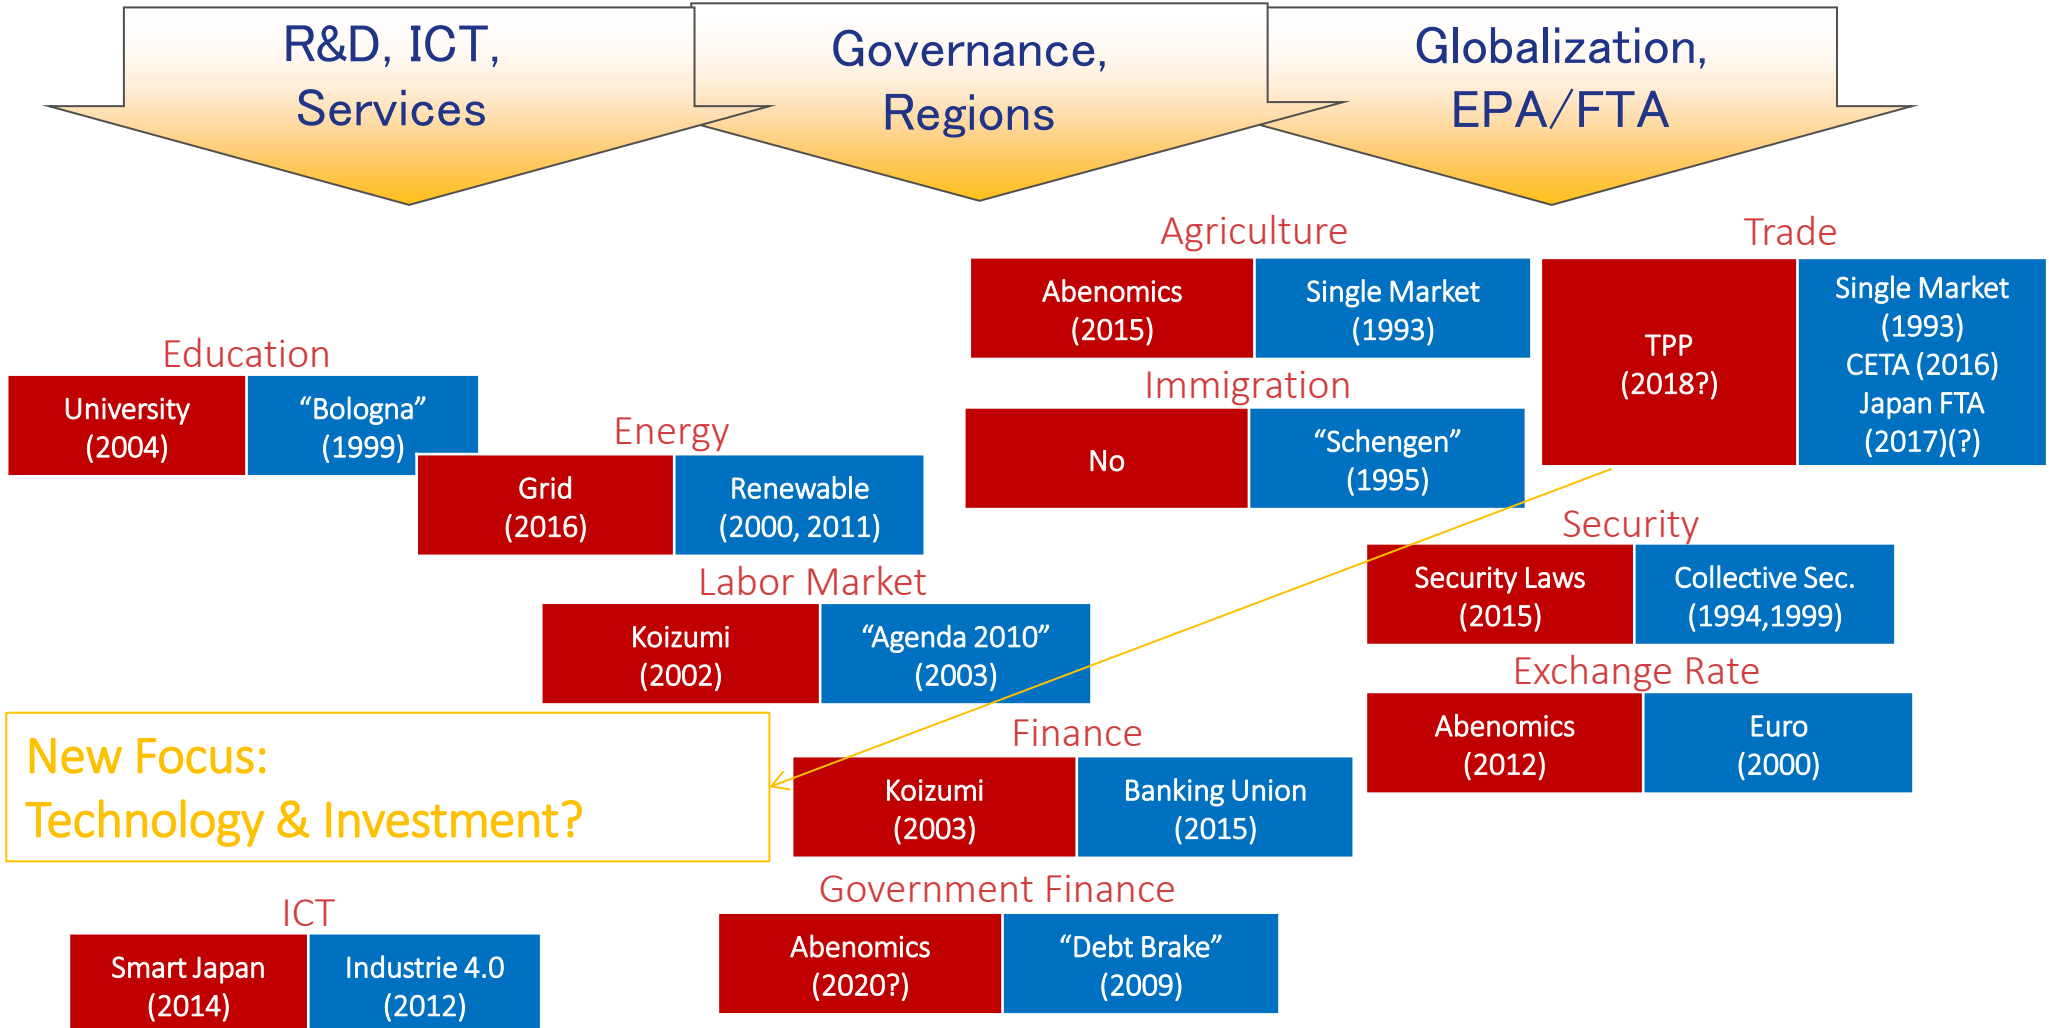 R&D, ICT,
Services
Governance,
Regions
Globalization,
EPA/FTA
Agriculture
Abenomics
(2015)
Single Market
(1993)
Trade
TPP
(2018?)
Single Market
(1993)
CETA (2016)
Japan FTA
(2017)(?)
Education
University
(2004)
“Bologna”
(1999)
Immigration
No
“Schengen”
(1995)
Energy
Grid
(2016)
Renewable
(2000, 2011)
Security
Security Laws
(2015)
Collective Sec.
(1994,1999)
Labor Market
Koizumi
(2002)
“Agenda 2010”
(2003)
Exchange Rate
Abenomics
(2012)
Euro
(2000)
New Focus:
Technology & Investment?
Finance
Koizumi
(2003)
Banking Union
(2015)
Government Finance
Abenomics
(2020?)
“Debt Brake”
(2009)
ICT
Smart Japan
(2014)
Industrie 4.0
(2012)